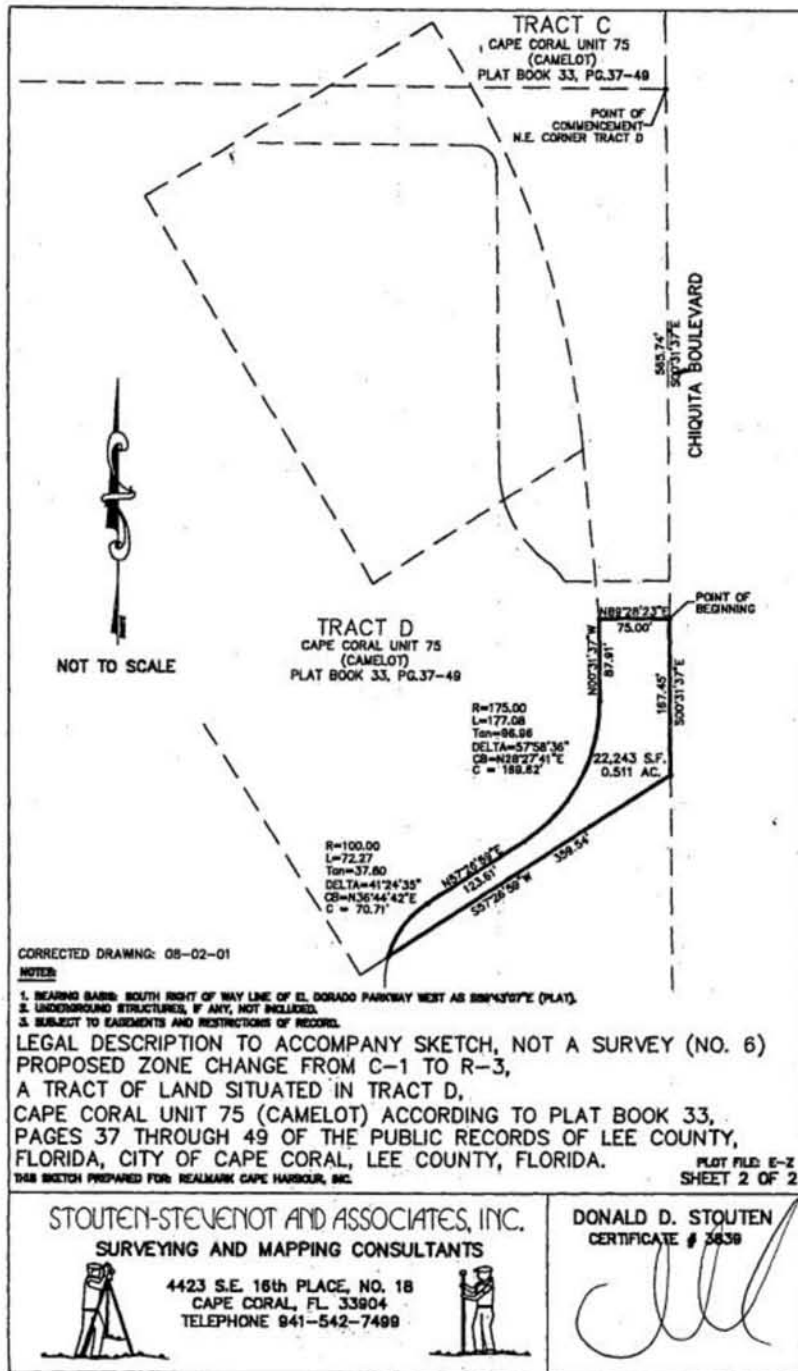 TRACT C
CAPE CORAL UNIT 75
(CAMELOT)
PLAT BOOK 33, PG.37-49
POINT OF
COMMENCEMENT
N.E. CORNER TRACT D
585.74'
S00°31'37"E
CHIQUITA BOULEVARD
NOT TO SCALE
TRACT D
CAPE CORAL UNIT 75
(CAMELOT)
PLAT BOOK 33, PG.37-49
N89°28'23"E
75.00'
POINT OF
BEGINNING
N00°31'37"W
87.91'
167.45'
S00°31'37"E
R=175.00
L=177.08
Tan=96.96
DELTA=57°58'36"
CB=N28°27'41"E
C = 169.62'
22,243 S.F.
0.511 AC.
R=100.00
L=72.27
Tan=37.80
DELTA=41°24'35"
CB=N36°44'42"E
C = 70.71'
N57°26'59"E
123.61'
359.54'
S57°26'59"W
CORRECTED DRAWING: 08-02-01
NOTES:
1. BEARING BASIS: SOUTH RIGHT OF WAY LINE OF EL DORADO PARKWAY WEST AS (PLAT).
2. UNDERGROUND STRUCTURES, IF ANY, NOT INCLUDED.
3. SUBJECT TO EASEMENTS AND RESTRICTIONS OF RECORD.
LEGAL DESCRIPTION TO ACCOMPANY SKETCH, NOT A SURVEY (NO. 6)
PROPOSED ZONE CHANGE FROM C-1 TO R-3,
A TRACT OF LAND SITUATED IN TRACT D,
CAPE CORAL UNIT 75 (CAMELOT) ACCORDING TO PLAT BOOK 33,
PAGES 37 THROUGH 49 OF THE PUBLIC RECORDS OF LEE COUNTY,
FLORIDA, CITY OF CAPE CORAL, LEE COUNTY, FLORIDA.
PLOT FILE: E-Z
THIS SKETCH PREPARED FOR: REALMARK CAPE HARBOUR, INC.
SHEET 2 OF 2
STOUTEN-STEVENOT AND ASSOCIATES, INC.
SURVEYING AND MAPPING CONSULTANTS
4423 S.E. 16th PLACE, NO. 18
CAPE CORAL, FL. 33904
TELEPHONE 941-542-7499
DONALD D. STOUTEN
CERTIFICATE # 3839